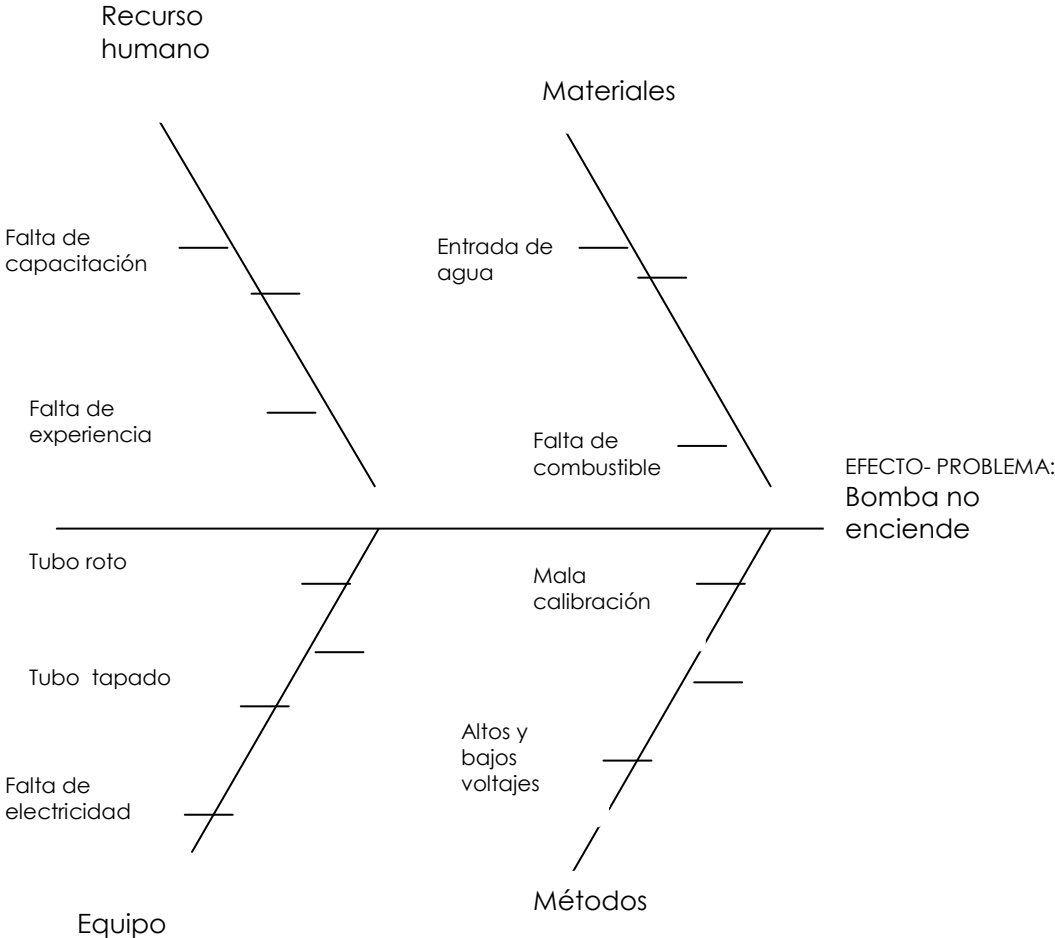 Recurso
humano
Materiales
Falta de
capacitación
Entrada de
agua
Falta de
experiencia
Falta de
combustible
EFECTO- PROBLEMA:
Bomba no
enciende
Tubo roto
Mala
calibración
Tubo  tapado
Altos y
bajos
voltajes
Falta de
electricidad
Métodos
Equipo